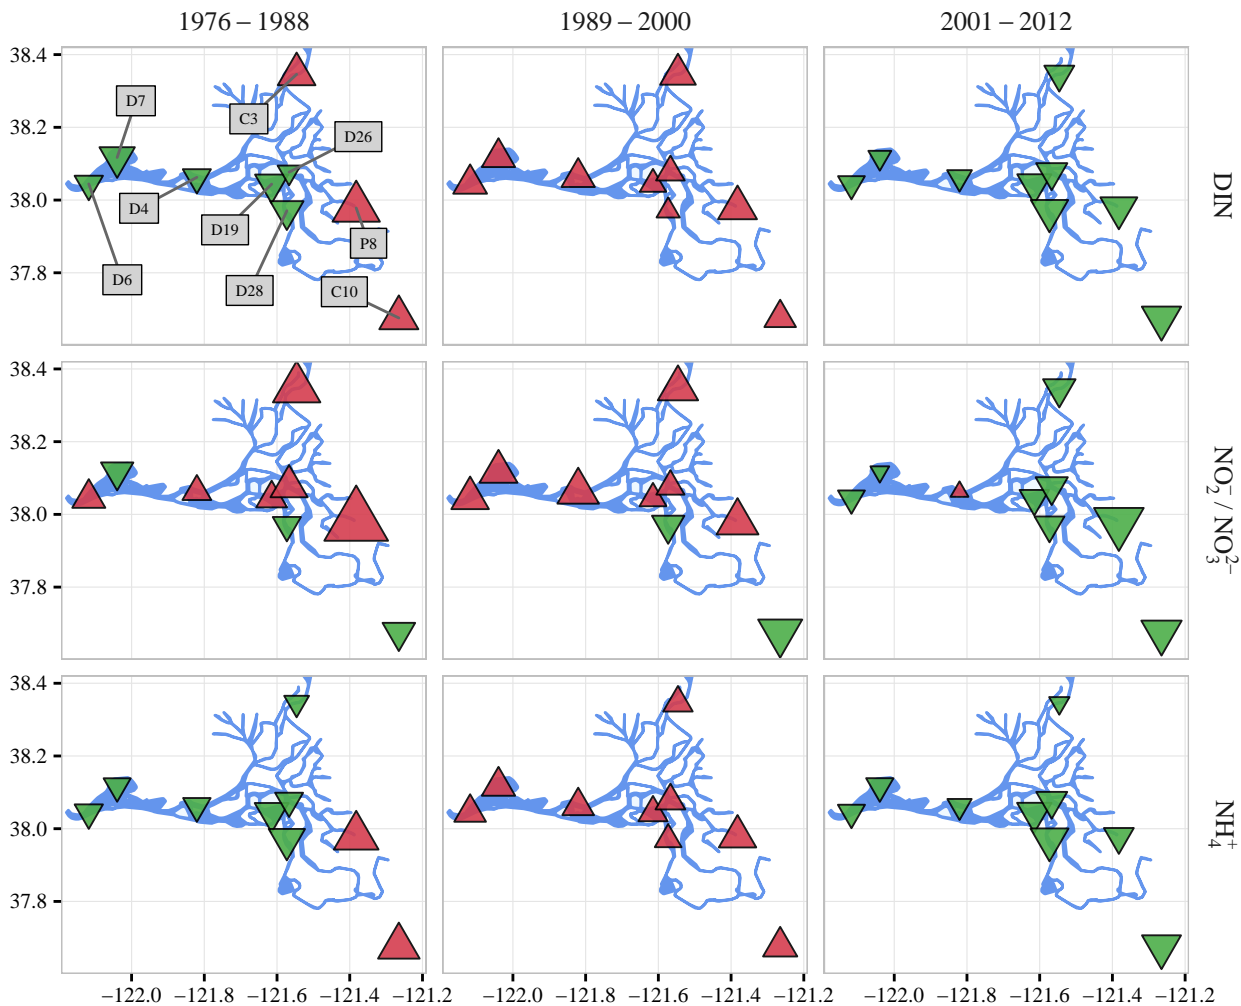 1976 – 1988
1989 – 2000
2001 – 2012
38.4
38.2
38.0
37.8
D7
C3
D26
D4
D19
P8
D6
D28
C10
DIN
38.4
38.2
38.0
37.8
NO₂⁻ / NO₃²⁻
38.4
38.2
38.0
37.8
NH₄⁺
−122.0 −121.8 −121.6 −121.4 −121.2
−122.0 −121.8 −121.6 −121.4 −121.2
−122.0 −121.8 −121.6 −121.4 −121.2